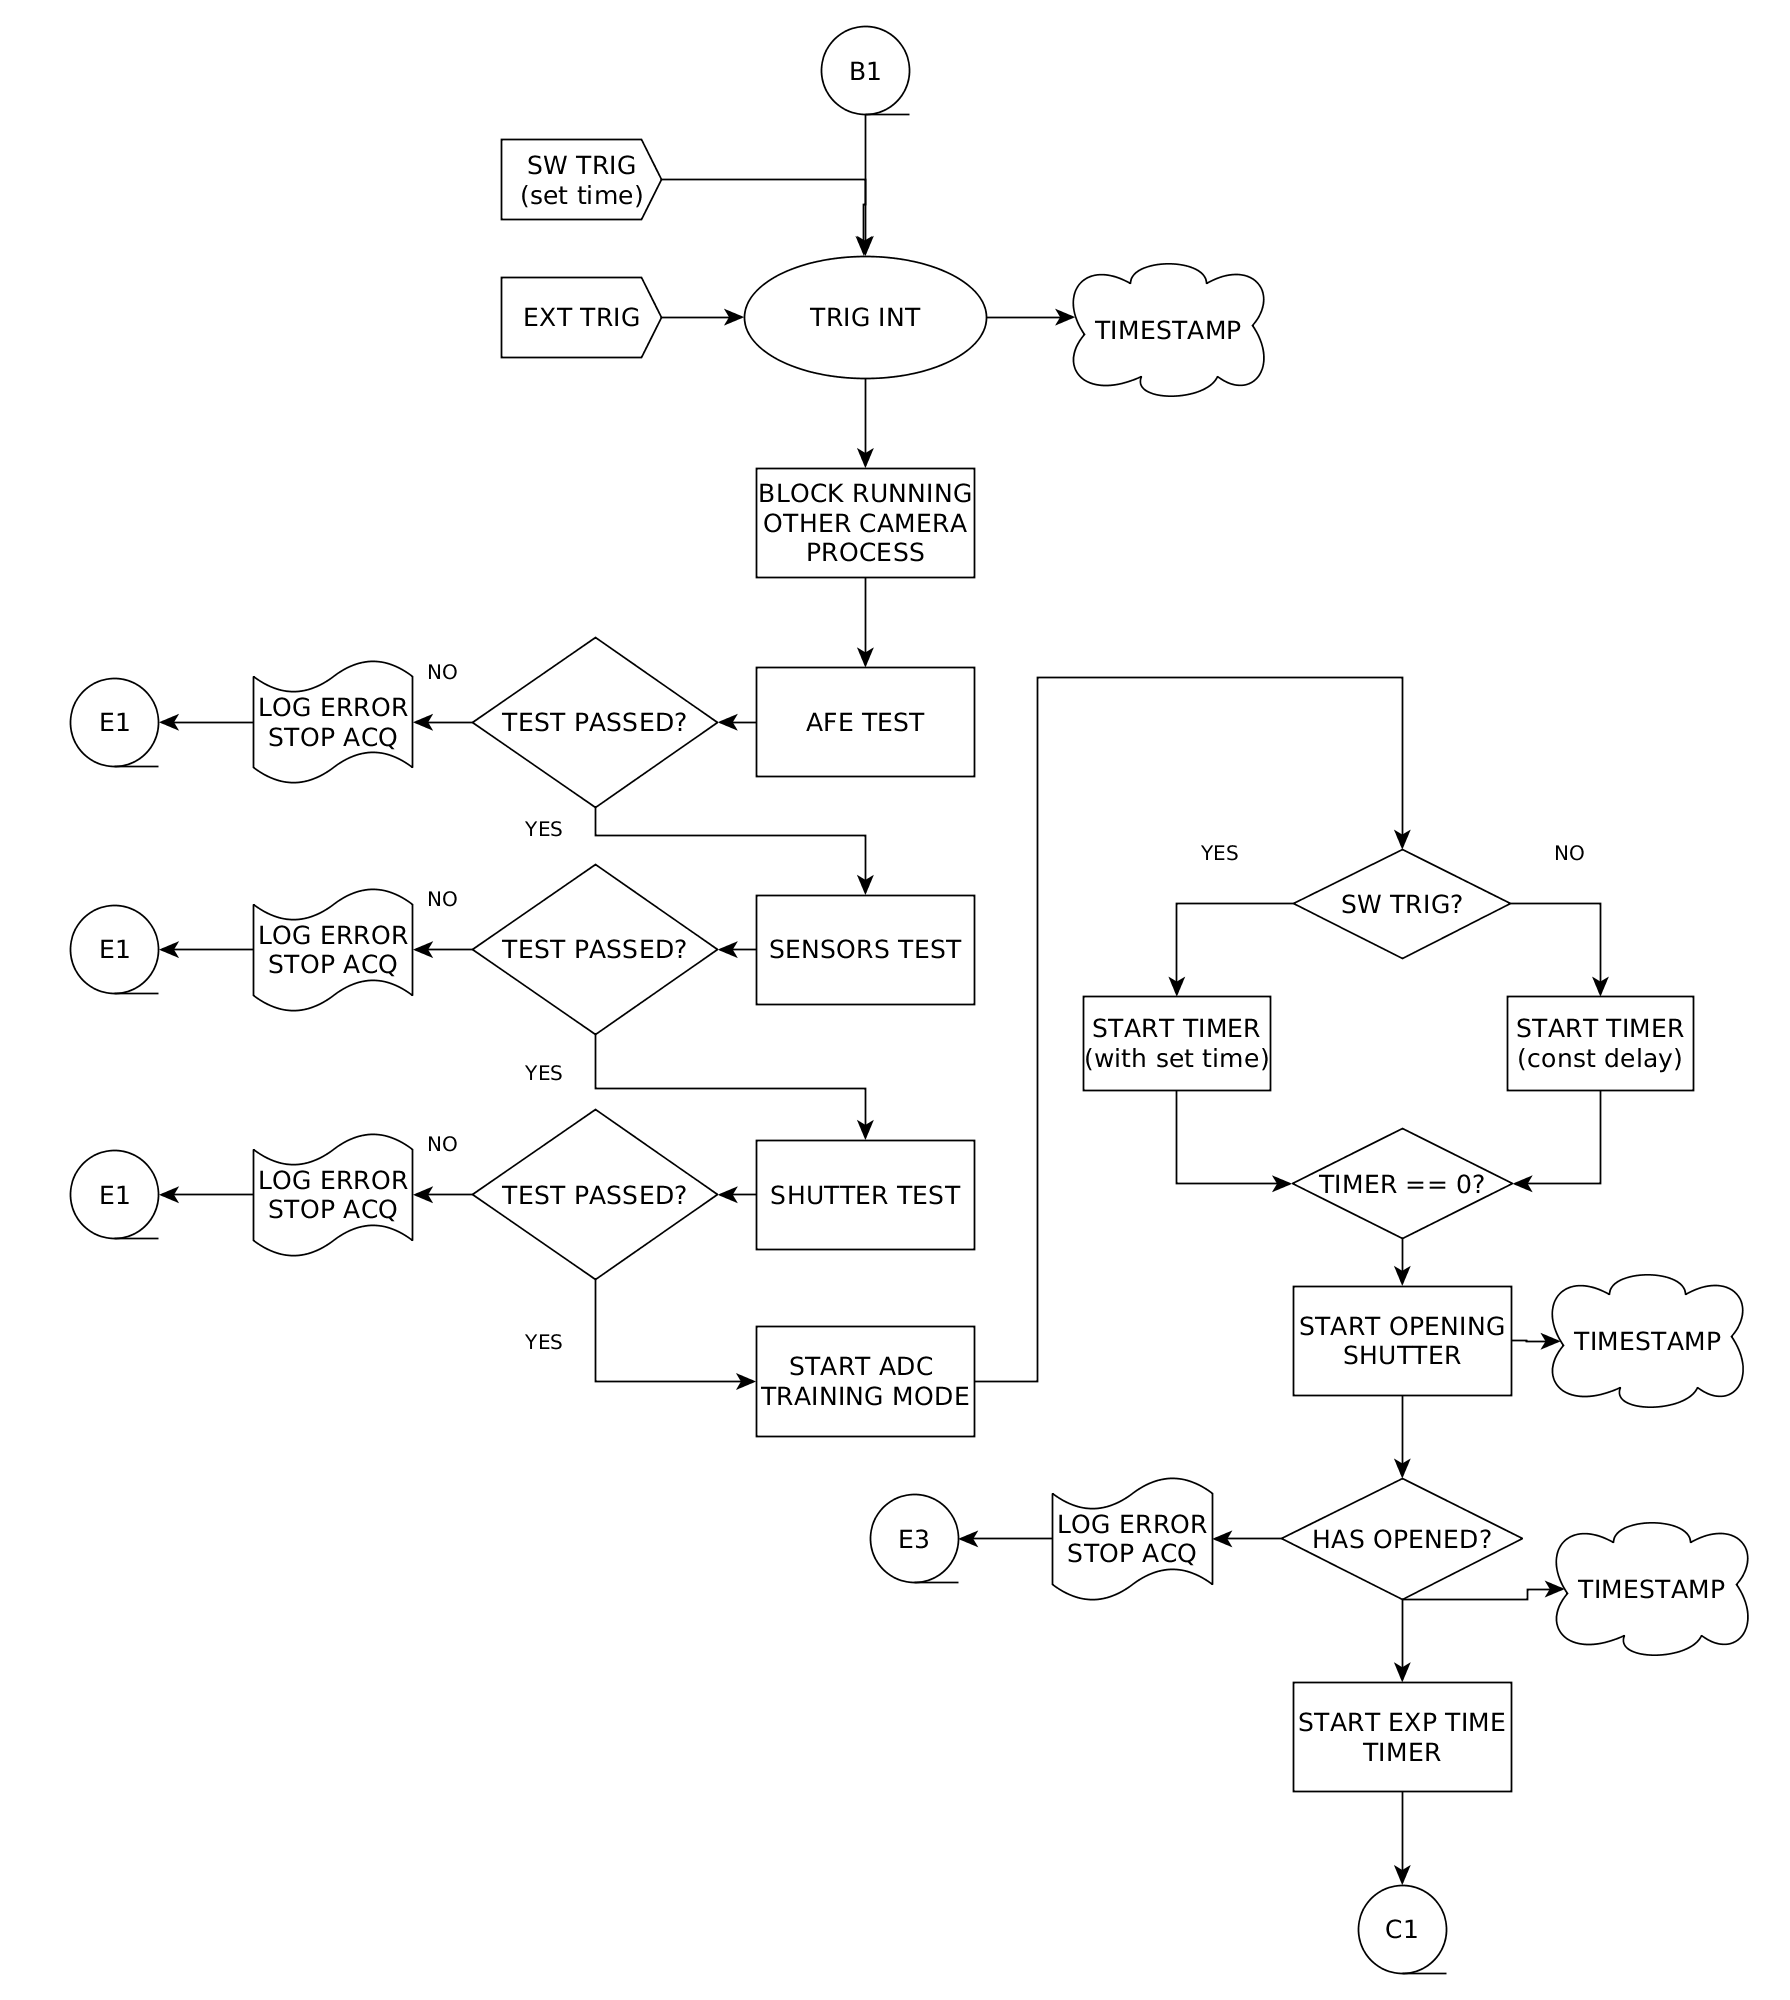 B1
SW TRIG
(set time)
EXT TRIG
TRIG INT
TIMESTAMP
BLOCK RUNNING
OTHER CAMERA
PROCESS
E1
LOG ERROR
STOP ACQ
NO
TEST PASSED?
AFE TEST
YES
E1
LOG ERROR
STOP ACQ
NO
TEST PASSED?
SENSORS TEST
YES
E1
LOG ERROR
STOP ACQ
NO
TEST PASSED?
SHUTTER TEST
YES
START ADC
TRAINING MODE
YES
NO
SW TRIG?
START TIMER
(with set time)
START TIMER
(const delay)
TIMER == 0?
START OPENING
SHUTTER
TIMESTAMP
E3
LOG ERROR
STOP ACQ
HAS OPENED?
TIMESTAMP
START EXP TIME
TIMER
C1